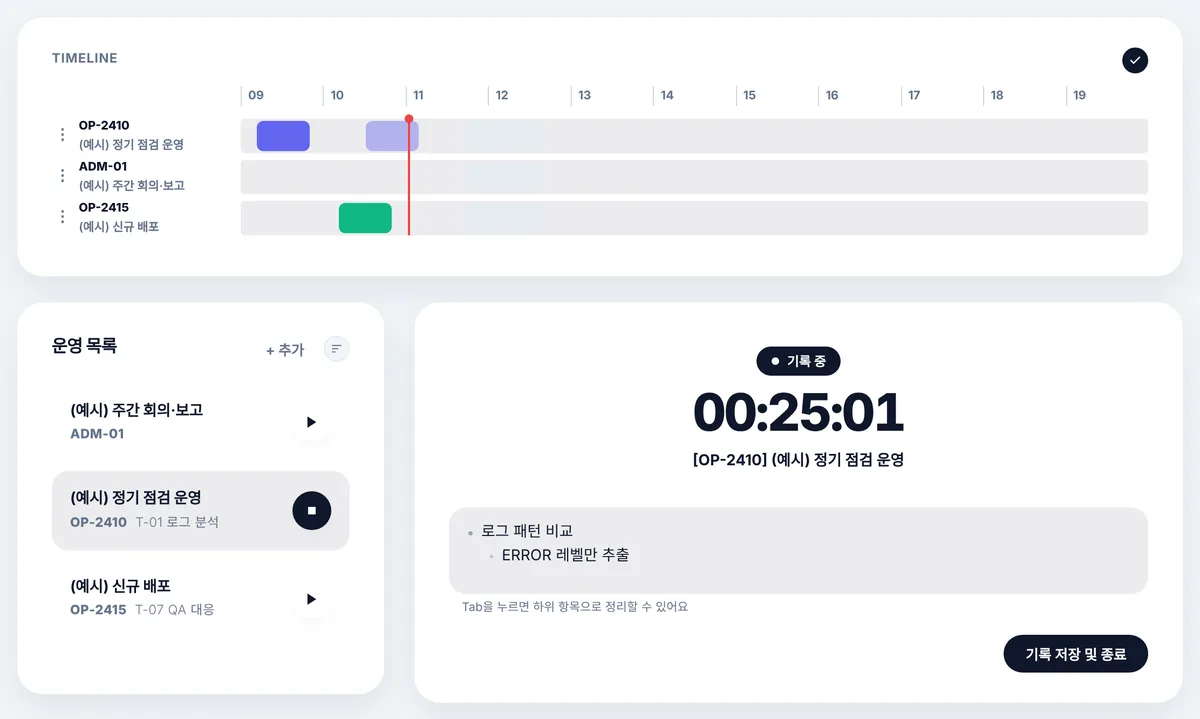 TIMELINE
09 10 11 12 13 14 15 16 17 18 19
OP-2410
(예시) 정기 점검 운영
ADM-01
(예시) 주간 회의·보고
OP-2415
(예시) 신규 배포
운영 목록
+ 추가
(예시) 주간 회의·보고
ADM-01
(예시) 정기 점검 운영
OP-2410 T-01 로그 분석
(예시) 신규 배포
OP-2415 T-07 QA 대응
기록 중
00:25:01
[OP-2410] (예시) 정기 점검 운영
로그 패턴 비교
ERROR 레벨만 추출
Tab을 누르면 하위 항목으로 정리할 수 있어요
기록 저장 및 종료